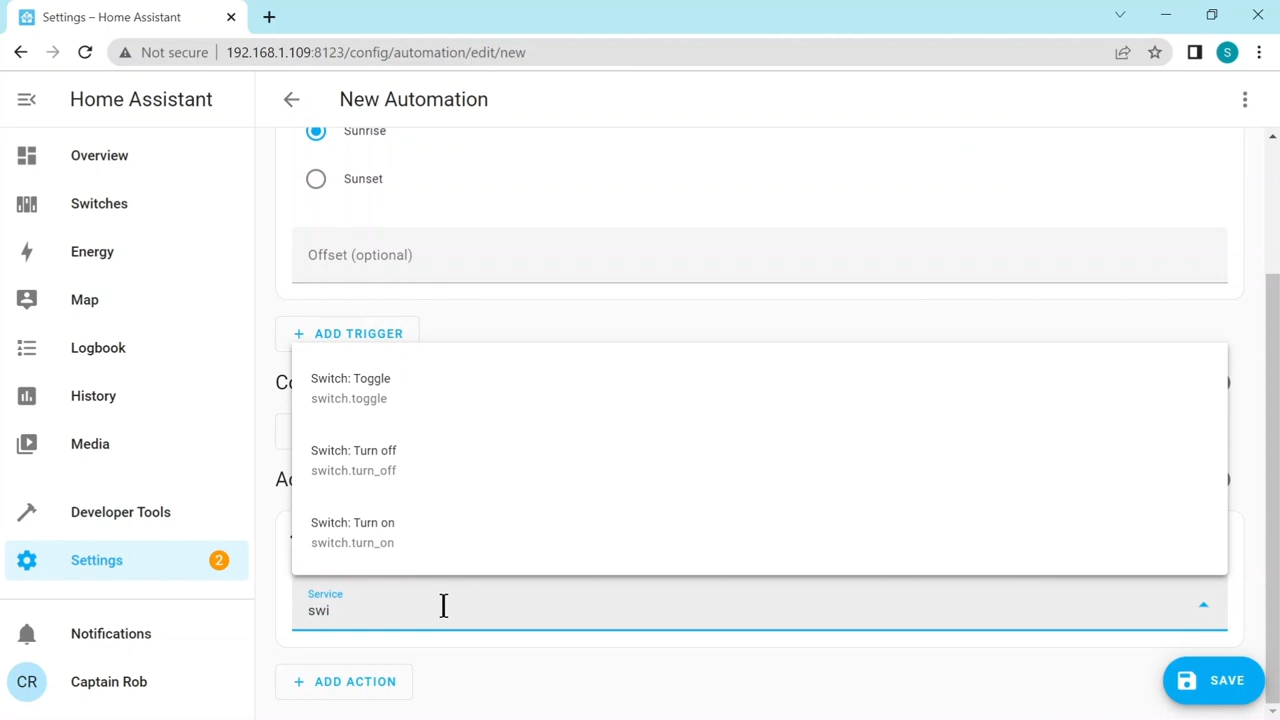 Settings – Home Assistant
Not secure
192.168.1.109:8123/config/automation/edit/new
S
Home Assistant
New Automation
Overview
Switches
Energy
Map
Logbook
History
Media
Developer Tools
Settings
2
Notifications
CR
Captain Rob
Sunrise
Sunset
Offset (optional)
+ ADD TRIGGER
Co
Switch: Toggle
switch.toggle
Switch: Turn off
switch.turn_off
Ac
Switch: Turn on
switch.turn_on
Service
swi
+ ADD ACTION
SAVE